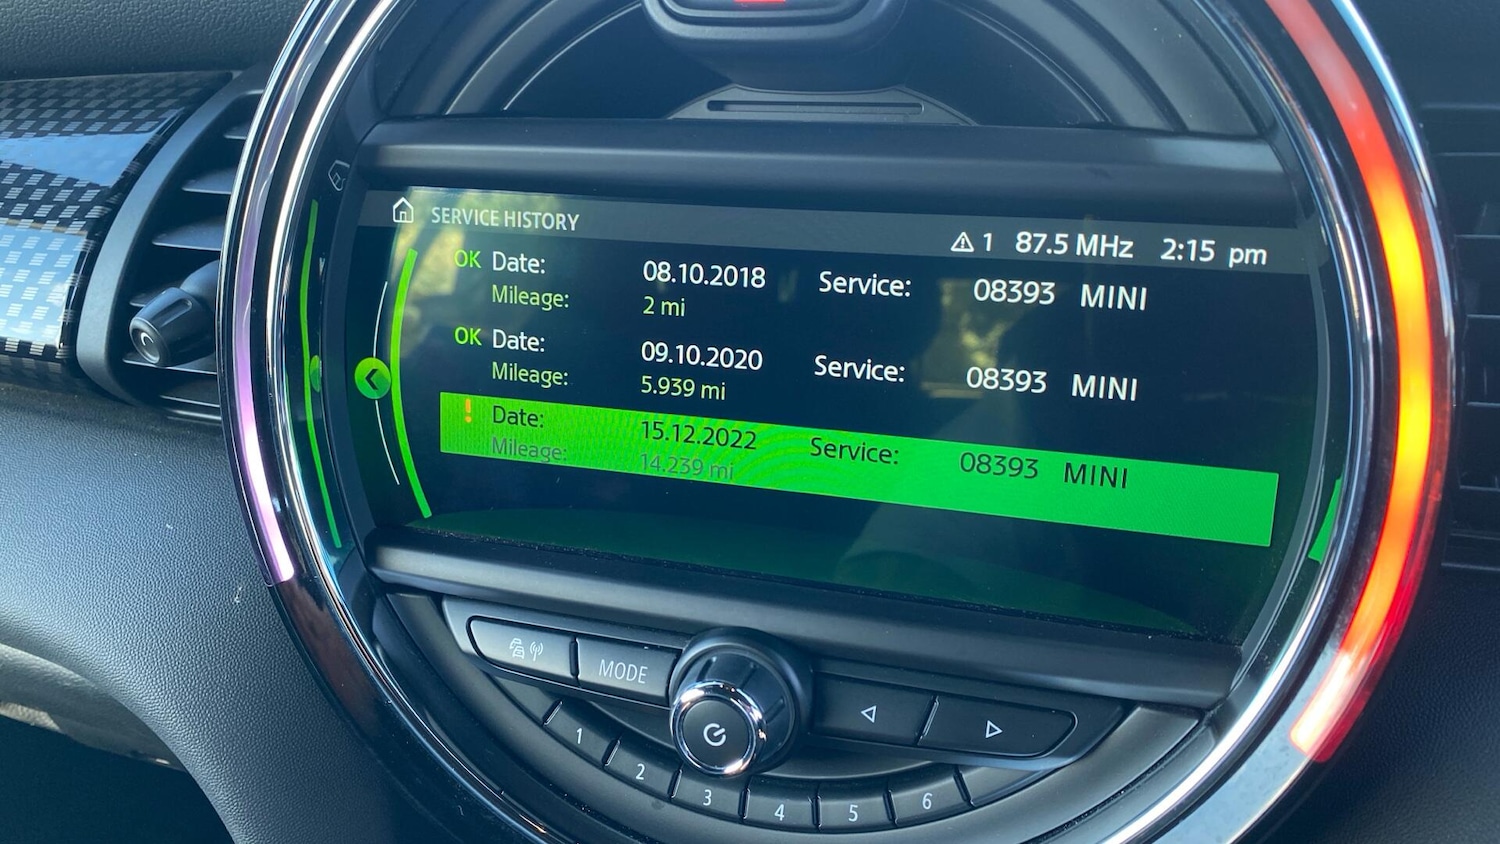 SERVICE HISTORY
⚠ 1 87.5 MHz 2:15 pm
OK Date: 08.10.2018 Service: 08393 MINI
Mileage: 2 mi
OK Date: 09.10.2020 Service: 08393 MINI
Mileage: 5.939 mi
! Date: 15.12.2022 Service: 08393 MINI
Mileage: 14.239 mi
MODE
1 2 3 4 5 6